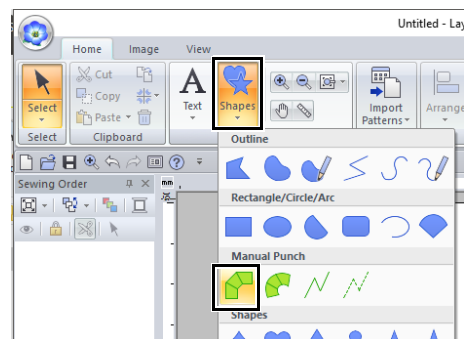 Untitled - Lay
Home Image View
Cut
Copy
Paste
Select
Text
Shapes
Import
Patterns
Arrange
Select
Clipboard
Outline
Sewing Order
mm
Rectangle/Circle/Arc
Manual Punch
Shapes